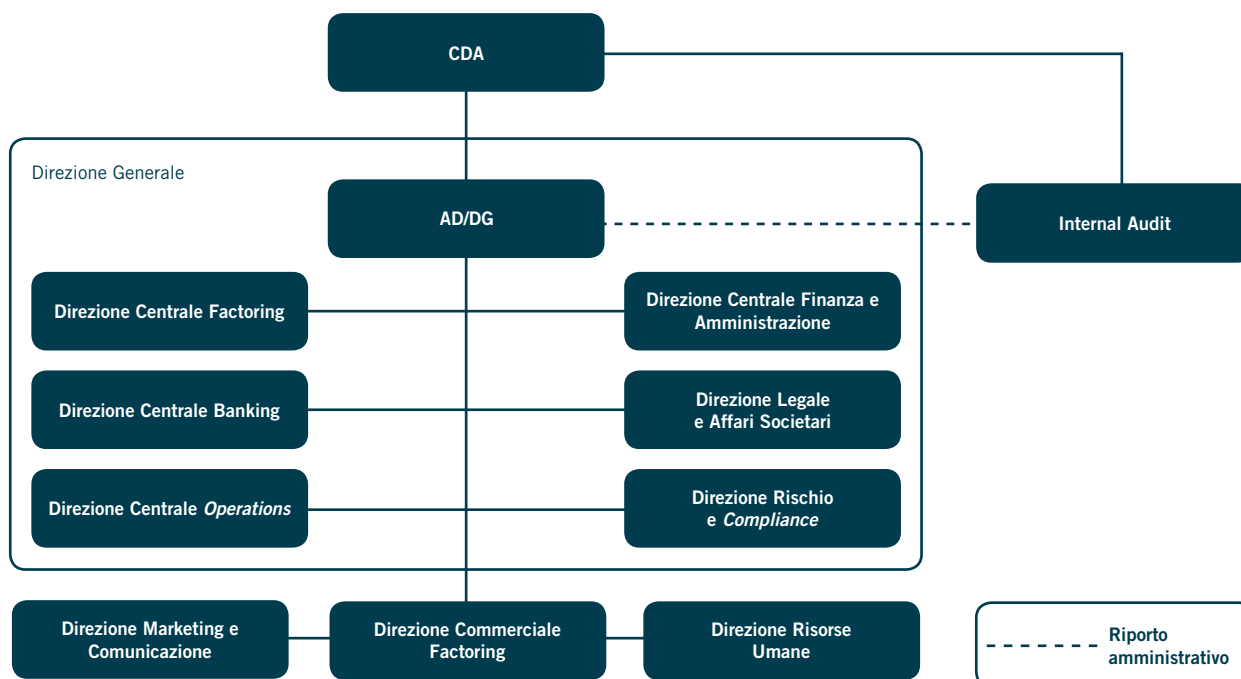 CDA
Direzione Generale
AD/DG
Internal Audit
Direzione Centrale Factoring
Direzione Centrale Finanza e
Amministrazione
Direzione Centrale Banking
Direzione Legale
e Affari Societari
Direzione Centrale Operations
Direzione Rischio
e Compliance
Direzione Marketing e
Comunicazione
Direzione Commerciale
Factoring
Direzione Risorse
Umane
Riporto
amministrativo